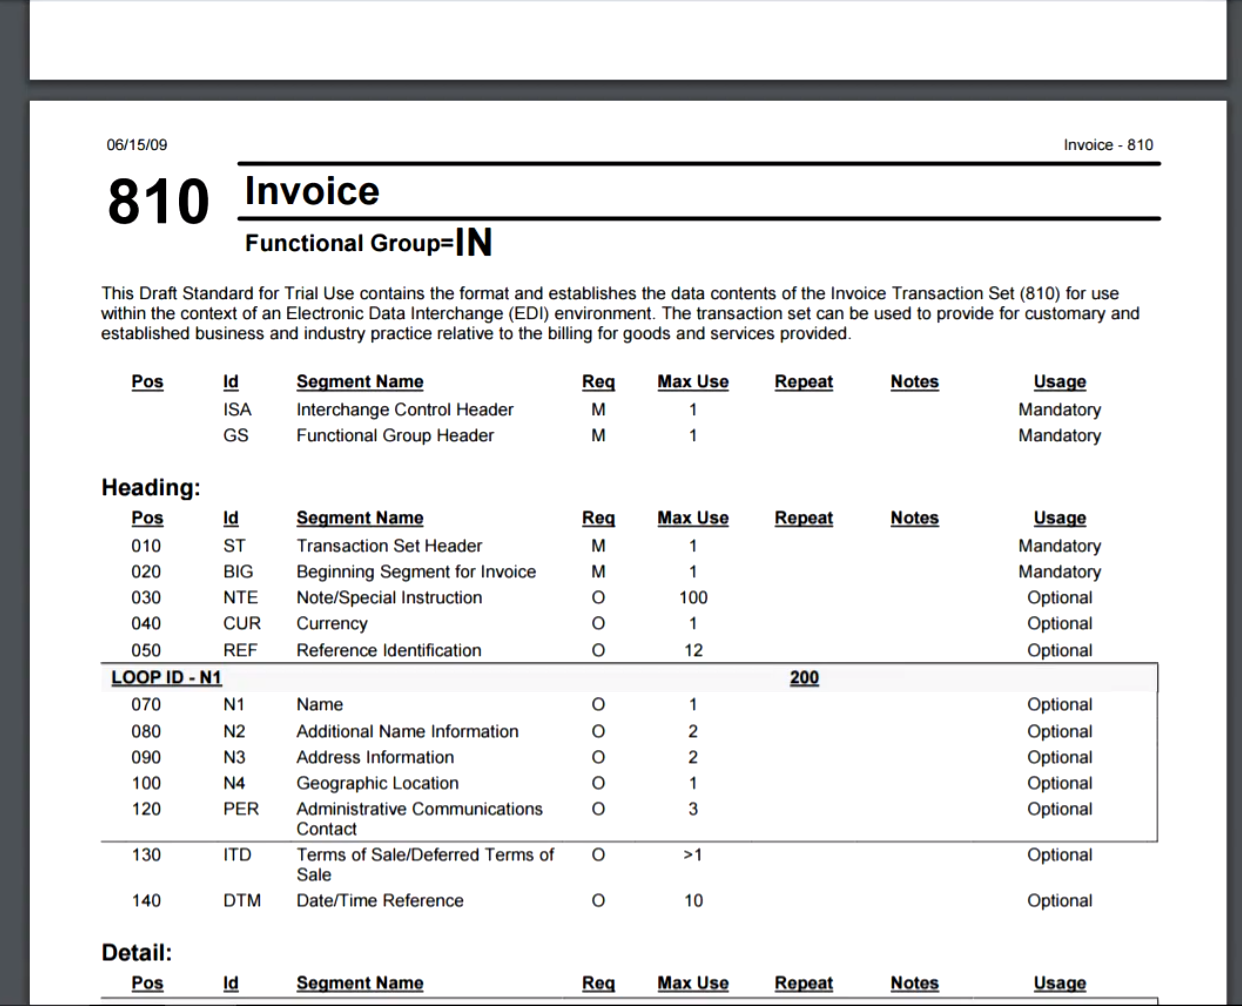 06/15/09 Invoice - 810
810 Invoice
Functional Group=IN
This Draft Standard for Trial Use contains the format and establishes the data contents of the Invoice Transaction Set (810) for use
within the context of an Electronic Data Interchange (EDI) environment. The transaction set can be used to provide for customary and
established business and industry practice relative to the billing for goods and services provided.
Pos Id Segment Name Req Max Use Repeat Notes Usage
ISA Interchange Control Header M 1 Mandatory
GS Functional Group Header M 1 Mandatory
Heading:
Pos Id Segment Name Req Max Use Repeat Notes Usage
010 ST Transaction Set Header M 1 Mandatory
020 BIG Beginning Segment for Invoice M 1 Mandatory
030 NTE Note/Special Instruction O 100 Optional
040 CUR Currency O 1 Optional
050 REF Reference Identification O 12 Optional
LOOP ID - N1 200
070 N1 Name O 1 Optional
080 N2 Additional Name Information O 2 Optional
090 N3 Address Information O 2 Optional
100 N4 Geographic Location O 1 Optional
120 PER Administrative Communications O 3 Optional
Contact
130 ITD Terms of Sale/Deferred Terms of O >1 Optional
Sale
140 DTM Date/Time Reference O 10 Optional
Detail:
Pos Id Segment Name Req Max Use Repeat Notes Usage